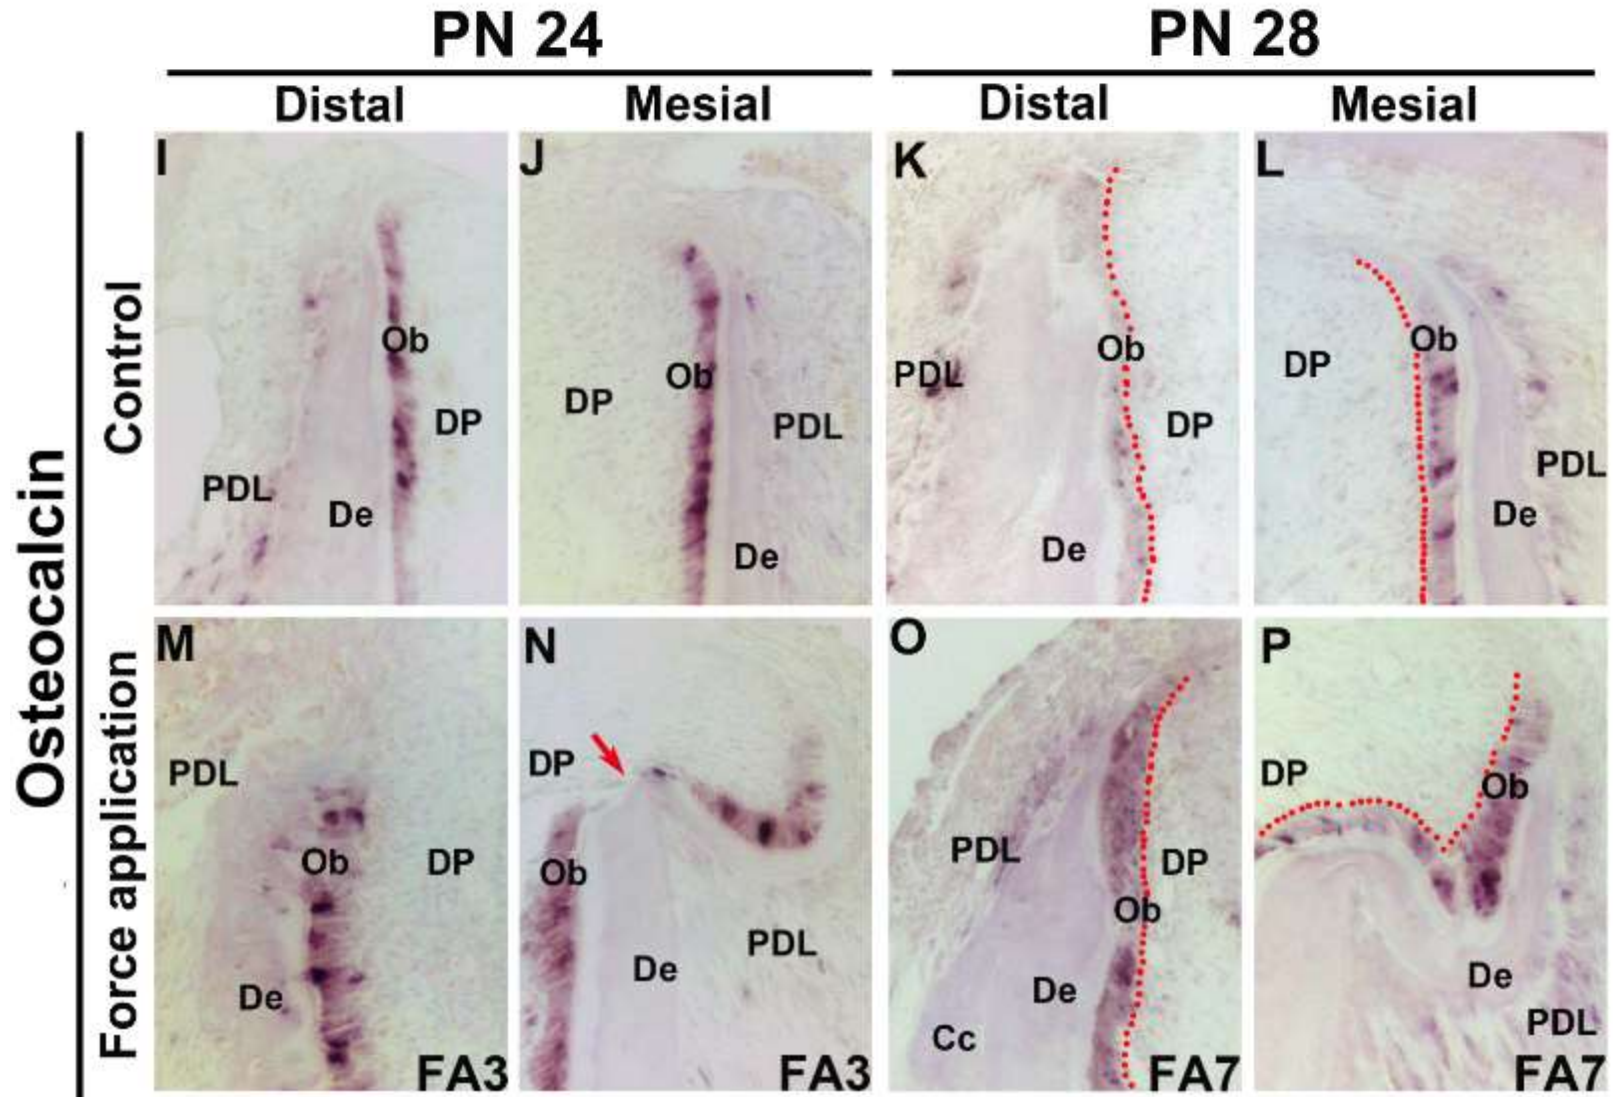 PN 24
PN 28
Distal
Mesial
Distal
Mesial
Osteocalcin
Control
I
Ob
DP
PDL
De
J
Ob
DP
PDL
De
K
Ob
PDL
DP
De
L
Ob
DP
PDL
De
Force application
M
PDL
Ob
DP
De
FA3
N
DP
Ob
PDL
De
FA3
O
PDL
DP
Ob
De
Cc
FA7
P
DP
Ob
De
PDL
FA7